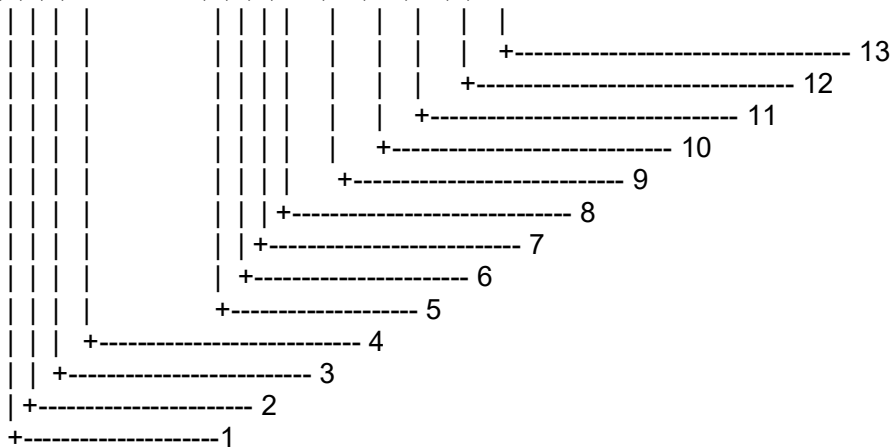 | | | | | | | | | | | | |
| | | | | | | | | | | | +----------------------------------- 13
| | | | | | | | | | | +--------------------------------- 12
| | | | | | | | | | +-------------------------------- 11
| | | | | | | | | +----------------------------- 10
| | | | | | | | +--------------------------- 9
| | | | | | | +---------------------------- 8
| | | | | | +-------------------------- 7
| | | | | +--------------------- 6
| | | | +------------------ 5
| | | +-------------------------- 4
| | +------------------------ 3
| +--------------------- 2
+--------------------1